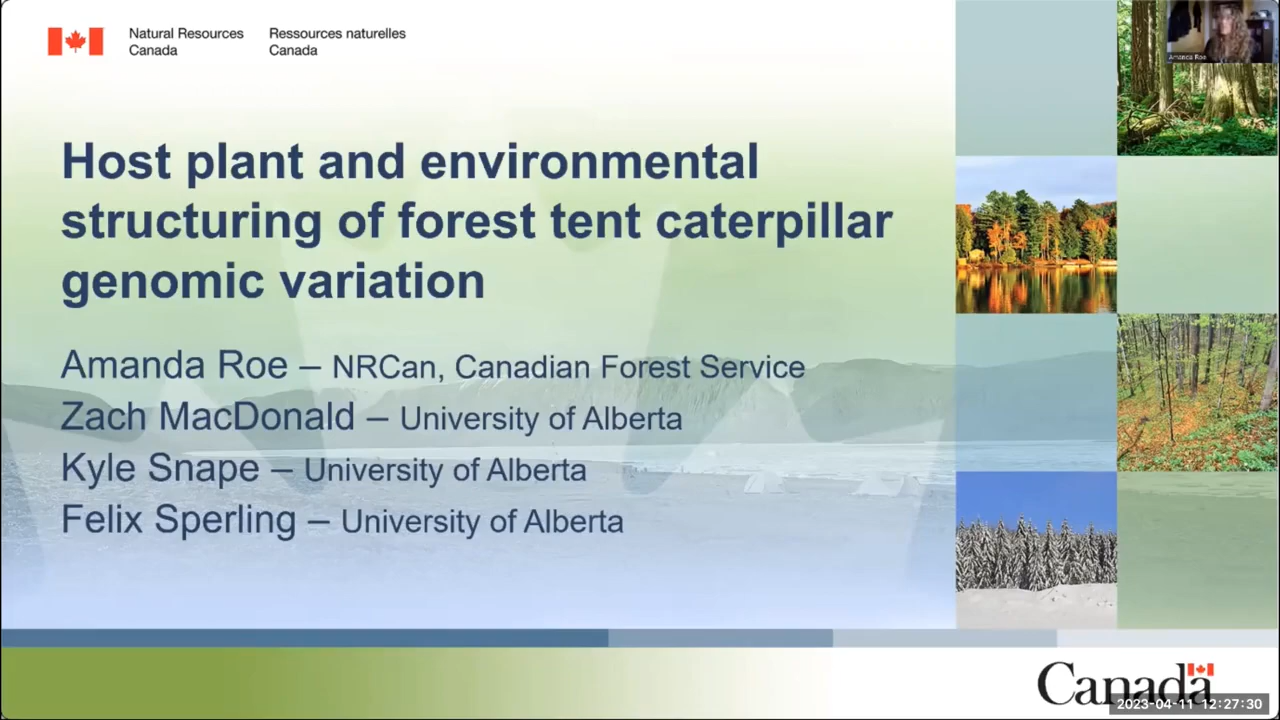 Natural Resources Canada
Ressources naturelles Canada
Amanda Roe
Host plant and environmental
structuring of forest tent caterpillar
genomic variation
Amanda Roe – NRCan, Canadian Forest Service
Zach MacDonald – University of Alberta
Kyle Snape – University of Alberta
Felix Sperling – University of Alberta
Canada
2023-04-11 12:27:30